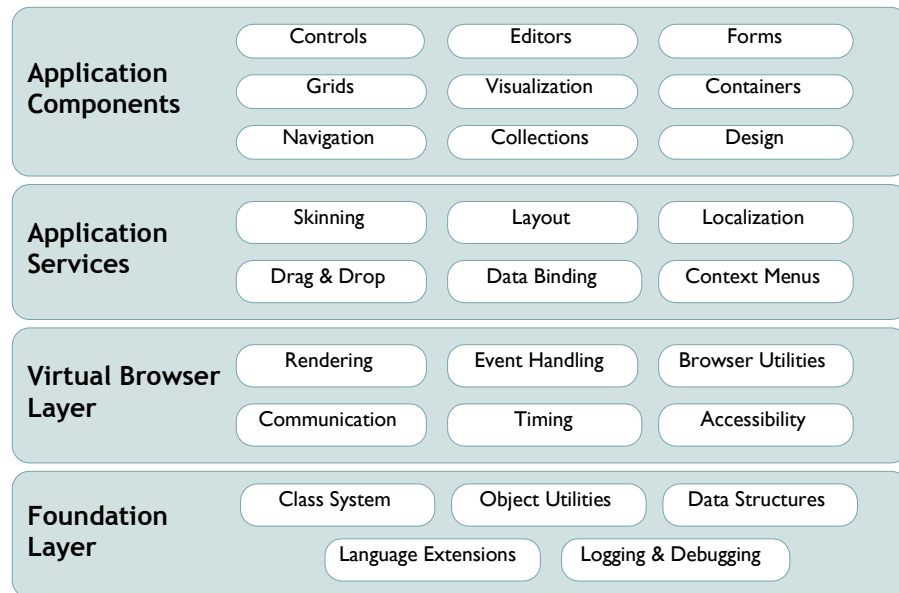 Application
Components
Controls
Editors
Forms
Grids
Visualization
Containers
Navigation
Collections
Design
Application
Services
Skinning
Layout
Localization
Drag & Drop
Data Binding
Context Menus
Virtual Browser
Layer
Rendering
Event Handling
Browser Utilities
Communication
Timing
Accessibility
Foundation
Layer
Class System
Object Utilities
Data Structures
Language Extensions
Logging & Debugging